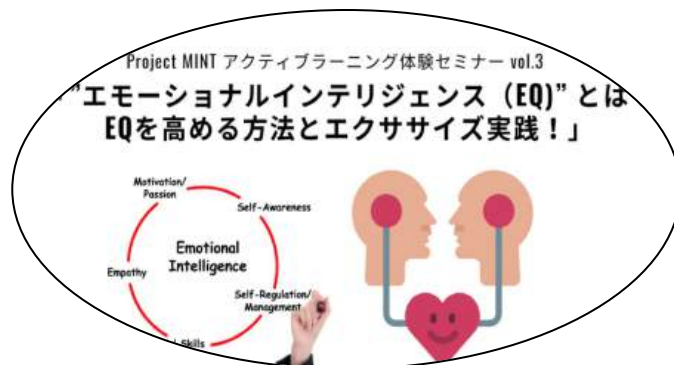 Project MINT アクティブラーニング体験セミナー vol.3
”エモーショナルインテリジェンス（EQ)” とは
EQを高める方法とエクササイズ実践！」
Motivation/
Passion
Self-Awareness
Emotional
Intelligence
Empathy
Self-Regulation/
Management
Skills